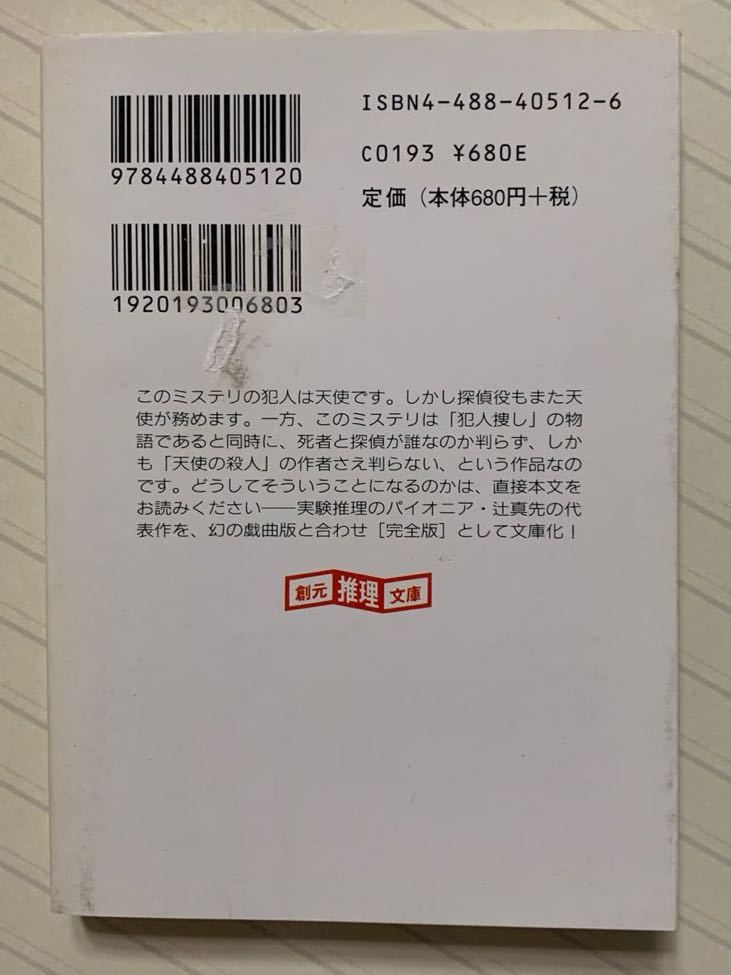 ISBN4-488-40512-6
C0193 ¥680E
定価（本体680円＋税）
9784488405120
1920193006803
このミステリの犯人は天使です。しかし探偵役もまた天
使が務めます。一方、このミステリは「犯人捜し」の物
語であると同時に、死者と探偵が誰なのか判らず、しか
も「天使の殺人」の作者さえ判らない、という作品なの
です。どうしてそういうことになるのかは、直接本文を
お読みください――実験推理のパイオニア・辻真先の代
表作を、幻の戯曲版と合わせ［完全版］として文庫化！
創元推理文庫